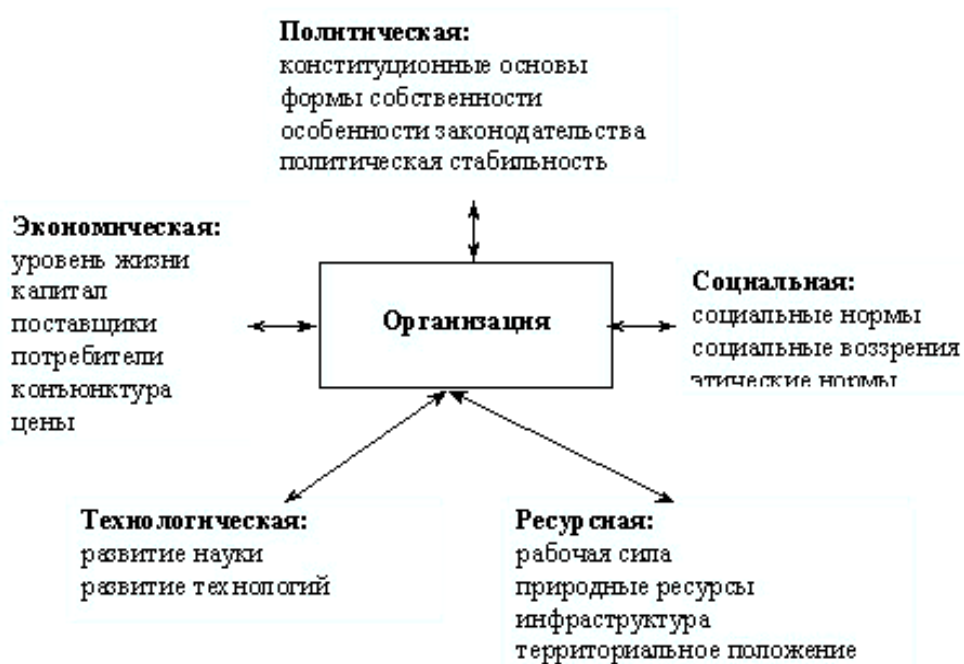 Политическая:
конституционные основы
формы собственности
особенности законодательства
политическая стабильность
Экономическая:
уровень жизни
капитал
поставщики
потребители
конъюнктура
цены
Организация
Социальная:
социальные нормы
социальные воззрения
этические нормы
Технологическая:
развитие науки
развитие технологий
Ресурсная:
рабочая сила
природные ресурсы
инфраструктура
территориальное положение